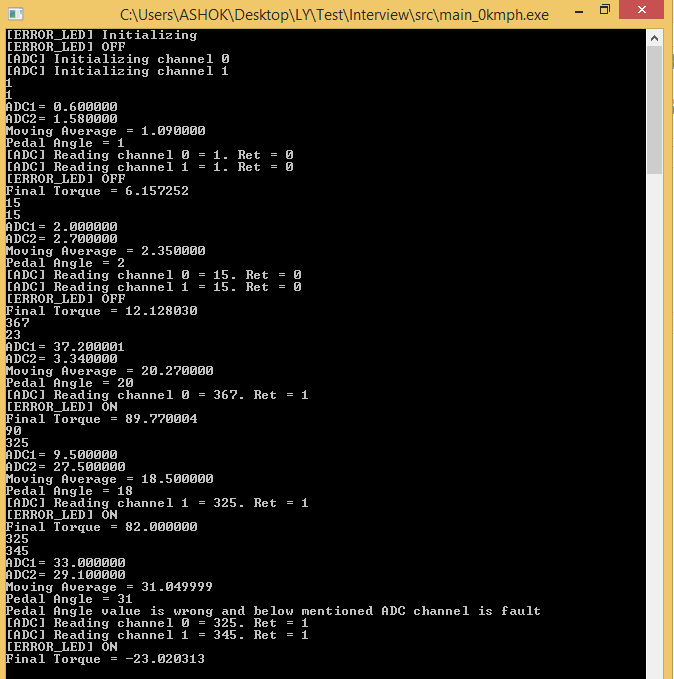 C:\Users\ASHOK\Desktop\LY\Test\Interview\src\main_0kmph.exe
[ERROR_LED] Initializing
[ERROR_LED] OFF
[ADC] Initializing channel 0
[ADC] Initializing channel 1
1
1
ADC1= 0.600000
ADC2= 1.580000
Moving Average = 1.090000
Pedal Angle = 1
[ADC] Reading channel 0 = 1. Ret = 0
[ADC] Reading channel 1 = 1. Ret = 0
[ERROR_LED] OFF
Final Torque = 6.157252
15
15
ADC1= 2.000000
ADC2= 2.700000
Moving Average = 2.350000
Pedal Angle = 2
[ADC] Reading channel 0 = 15. Ret = 0
[ADC] Reading channel 1 = 15. Ret = 0
[ERROR_LED] OFF
Final Torque = 12.128030
367
23
ADC1= 37.200001
ADC2= 3.340000
Moving Average = 20.270000
Pedal Angle = 20
[ADC] Reading channel 0 = 367. Ret = 1
[ERROR_LED] ON
Final Torque = 89.770004
90
325
ADC1= 9.500000
ADC2= 27.500000
Moving Average = 18.500000
Pedal Angle = 18
[ADC] Reading channel 1 = 325. Ret = 1
[ERROR_LED] ON
Final Torque = 82.000000
325
345
ADC1= 33.000000
ADC2= 29.100000
Moving Average = 31.049999
Pedal Angle = 31
Pedal Angle value is wrong and below mentioned ADC channel is fault
[ADC] Reading channel 0 = 325. Ret = 1
[ADC] Reading channel 1 = 345. Ret = 1
[ERROR_LED] ON
Final Torque = -23.020313